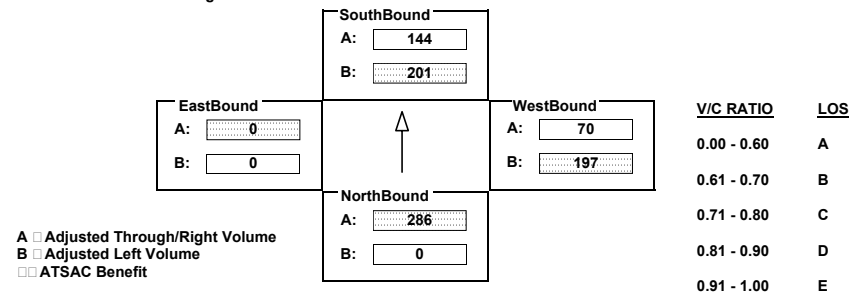 SouthBound
A: 144
B: 201
EastBound
A: 0
B: 0
WestBound
A: 70
B: 197
NorthBound
A: 286
B: 0
A □ Adjusted Through/Right Volume
B □ Adjusted Left Volume
□□ ATSAC Benefit
V/C RATIO LOS
0.00 - 0.60 A
0.61 - 0.70 B
0.71 - 0.80 C
0.81 - 0.90 D
0.91 - 1.00 E